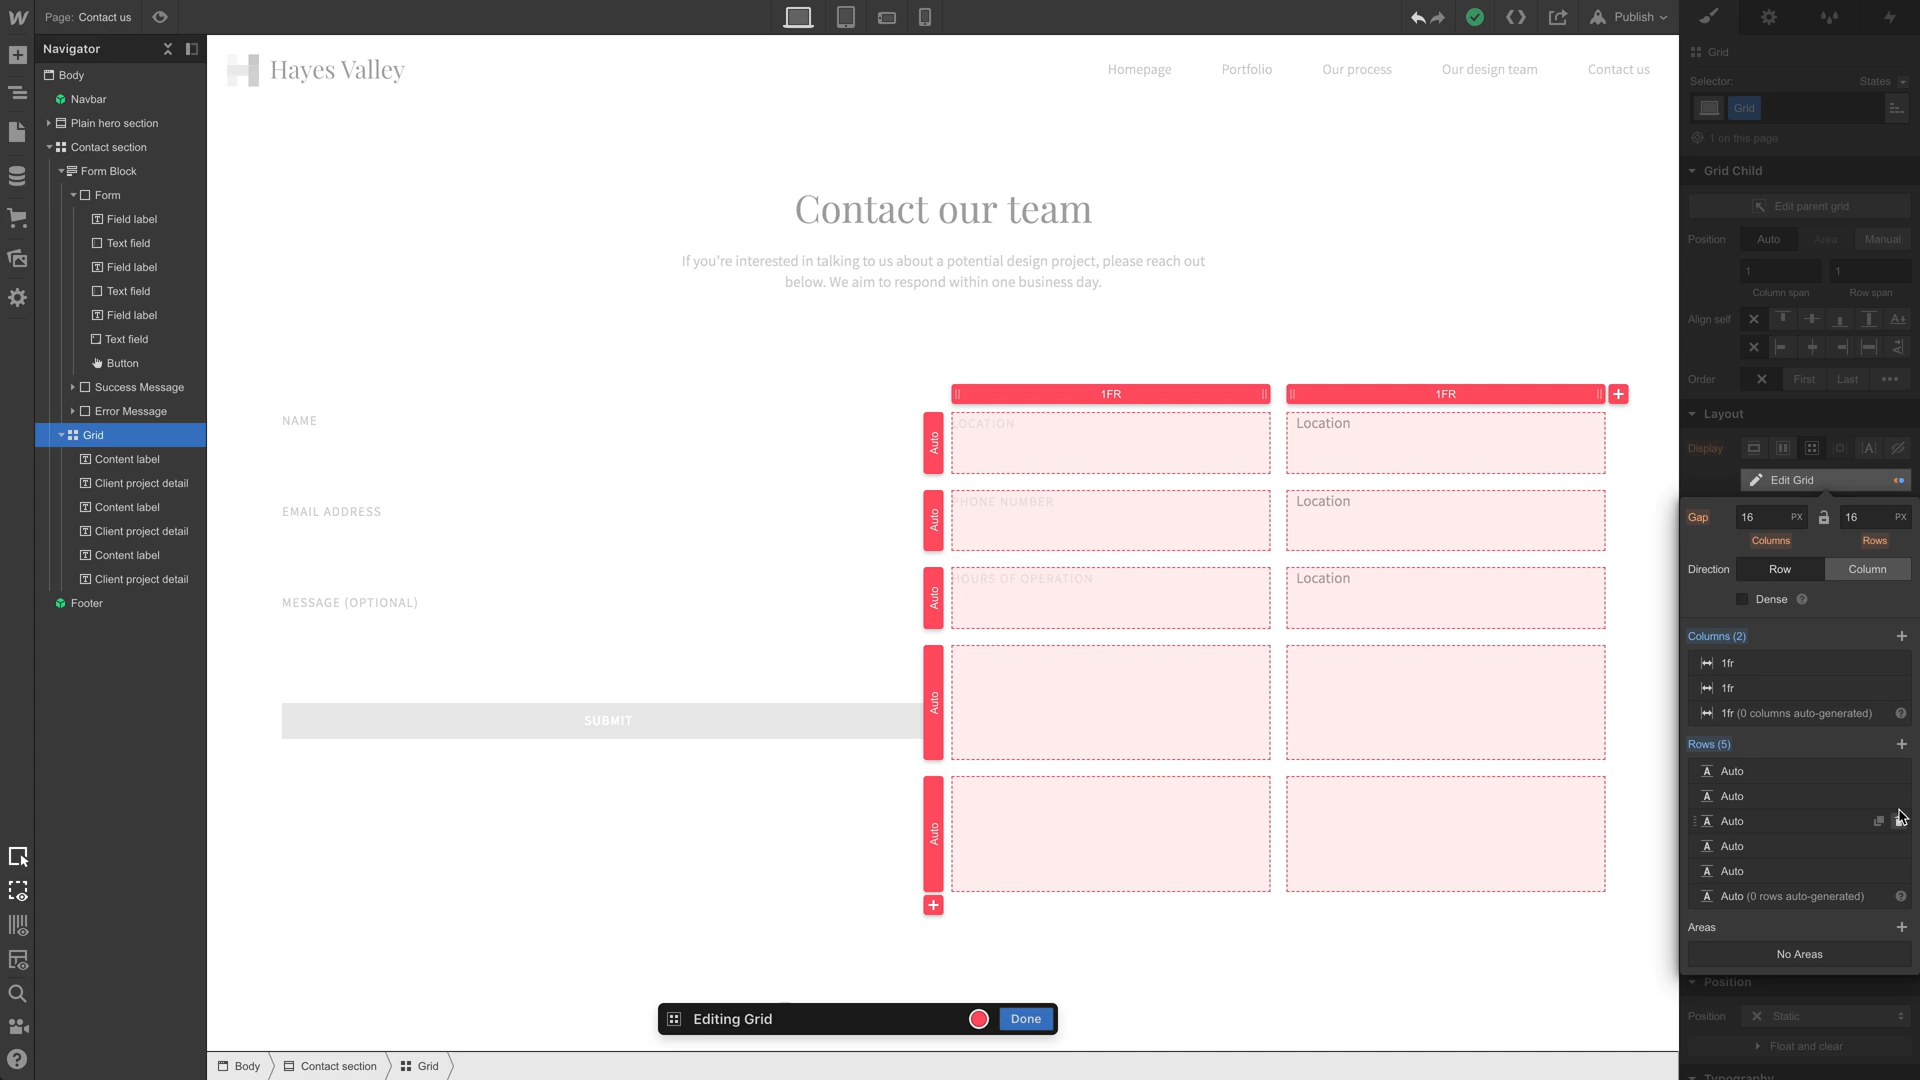 Page: Contact us
Publish
Navigator
Body
Navbar
Plain hero section
Contact section
Form Block
Form
Field label
Text field
Field label
Text field
Field label
Text field
Button
Success Message
Error Message
Grid
Content label
Client project detail
Content label
Client project detail
Content label
Client project detail
Footer
Hayes Valley
Homepage
Portfolio
Our process
Our design team
Contact us
Contact our team
If you're interested in talking to us about a potential design project, please reach out
below. We aim to respond within one business day.
NAME
EMAIL ADDRESS
MESSAGE (OPTIONAL)
SUBMIT
1FR
1FR
Auto
LOCATION
Location
Auto
PHONE NUMBER
Location
Auto
HOURS OF OPERATION
Location
Auto
Auto
Editing Grid
Done
Body
Contact section
Grid
Grid
Selector:
States
Grid
1 on this page
Grid Child
Edit parent grid
Position
Auto
Area
Manual
1
1
Column span
Row span
Align self
Order
First
Last
Layout
Display
Edit Grid
Gap
16 PX
16 PX
Columns
Rows
Direction
Row
Column
Dense
Columns (2)
1fr
1fr
1fr (0 columns auto-generated)
Rows (5)
Auto
Auto
Auto
Auto
Auto
Auto (0 rows auto-generated)
Areas
No Areas
Position
Position
Static
Float and clear
Typography